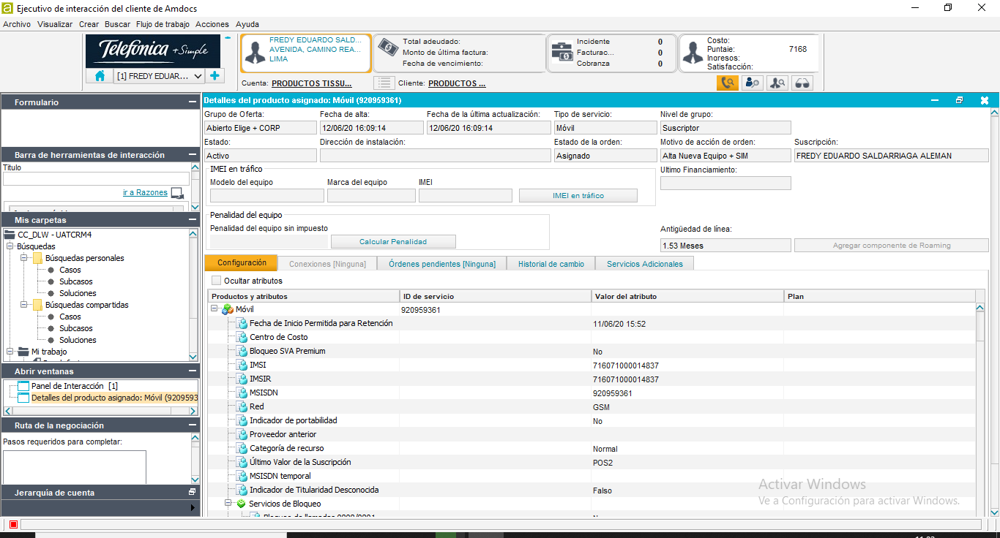 Ejecutivo de interacción del cliente de Amdocs
Archivo Visualizar Crear Buscar Flujo de trabajo Acciones Ayuda
Telefónica +Simple
[1] FREDY EDUAR...
FREDY EDUARDO SALD...
AVENIDA, CAMINO REA...
LIMA
Total adeudado:
Monto de última factura:
Fecha de vencimiento:
Incidente 0
Facturac... 0
Cobranza 0
Costo:
Puntaie: 7168
Inoresos:
Satisfacción:
Cuenta: PRODUCTOS TISSU...
Cliente: PRODUCTOS ...
Formulario
Barra de herramientas de interacción
Título
ir a Razones
Mis carpetas
CC_DLW - UATCRM4
Búsquedas
Búsquedas personales
Casos
Subcasos
Soluciones
Búsquedas compartidas
Casos
Subcasos
Soluciones
Mi trabajo
Abrir ventanas
Panel de Interacción [1]
Detalles del producto asignado: Móvil (9209593
Ruta de la negociación
Pasos requeridos para completar:
Jerarquía de cuenta
Detalles del producto asignado: Móvil (920959361)
Grupo de Oferta: Fecha de alta: Fecha de la última actualización: Tipo de servicio: Nivel de grupo:
Abierto Elige + CORP 12/06/20 16:09:14 12/06/20 16:09:14 Móvil Suscriptor
Estado: Dirección de instalación: Estado de la orden: Motivo de acción de orden: Suscripción:
Activo Asignado Alta Nueva Equipo + SIM FREDY EDUARDO SALDARRIAGA ALEMAN
IMEI en tráfico
Ultimo Financiamiento:
Modelo del equipo Marca del equipo IMEI
IMEI en tráfico
Penalidad del equipo
Penalidad del equipo sin impuesto
Calcular Penalidad
Antigüedad de línea:
1.53 Meses
Agregar componente de Roaming
Configuración Conexiones [Ninguna] Órdenes pendientes [Ninguna] Historial de cambio Servicios Adicionales
Ocultar atributos
Productos y atributos ID de servicio Valor del atributo Plan
Móvil 920959361
Fecha de Inicio Permitida para Retención 11/06/20 15:52
Centro de Costo
Bloqueo SVA Premium No
IMSI 716071000014837
IMSIR 716071000014837
MSISDN 920959361
Red GSM
Indicador de portabilidad No
Proveedor anterior
Categoría de recurso Normal
Último Valor de la Suscripción POS2
MSISDN temporal
Indicador de Titularidad Desconocida Falso
Servicios de Bloqueo
Activar Windows
Ve a Configuración para activar Windows.